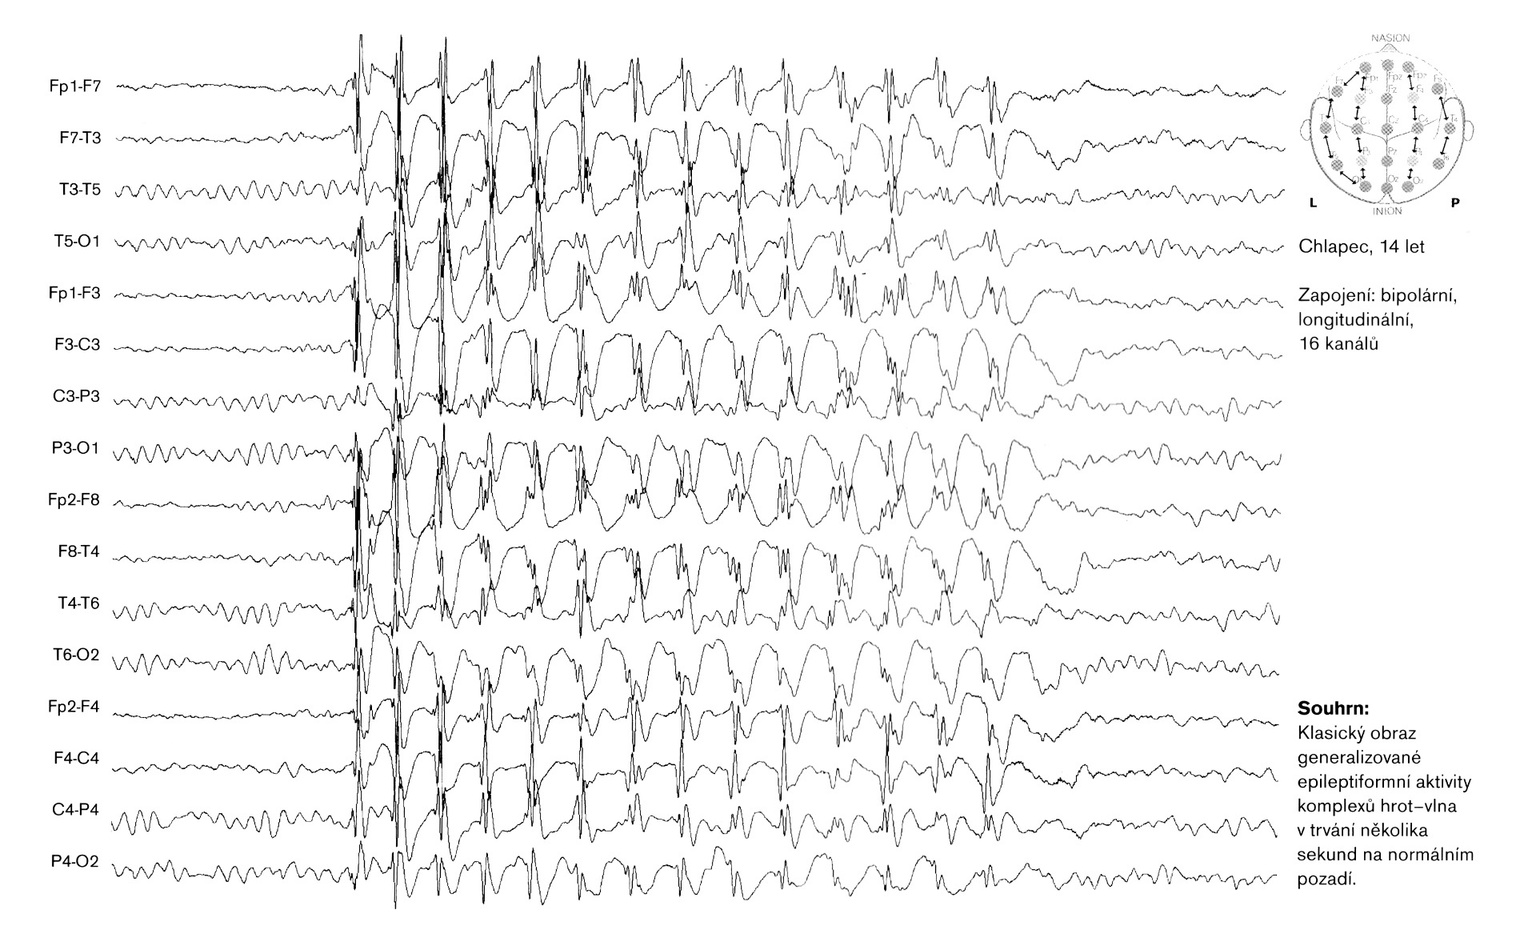 Fp1-F7
F7-T3
T3-T5
T5-O1
Fp1-F3
F3-C3
C3-P3
P3-O1
Fp2-F8
F8-T4
T4-T6
T6-O2
Fp2-F4
F4-C4
C4-P4
P4-O2
NASION
L
P
INION
Chlapec, 14 let
Zapojení: bipolární,
longitudinální,
16 kanálů
Souhrn:
Klasický obraz
generalizované
epileptiformní aktivity
komplexů hrot–vlna
v trvání několika
sekund na normálním
pozadí.